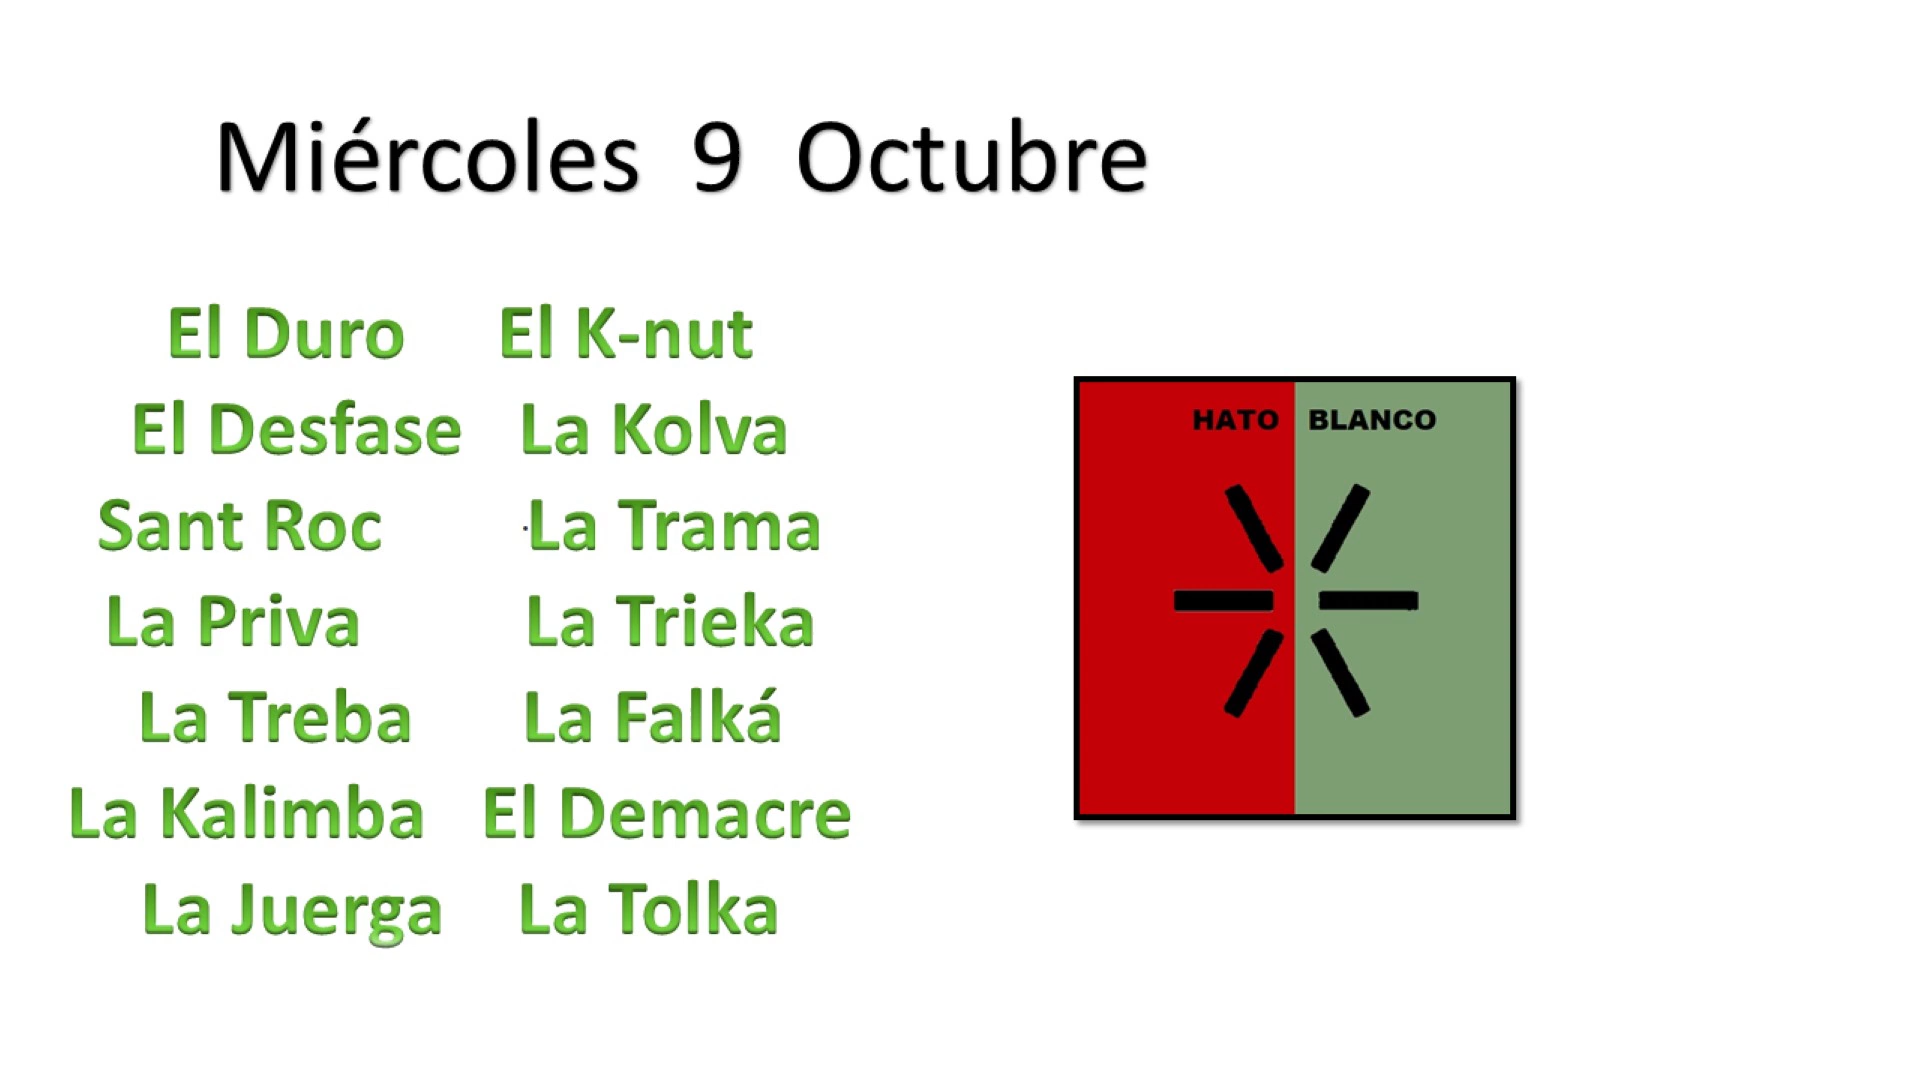 Miércoles 9 Octubre
El Duro El K-nut
El Desfase La Kolva
Sant Roc La Trama
La Priva La Trieka
La Treba La Falká
La Kalimba El Demacre
La Juerga La Tolka
HATO BLANCO